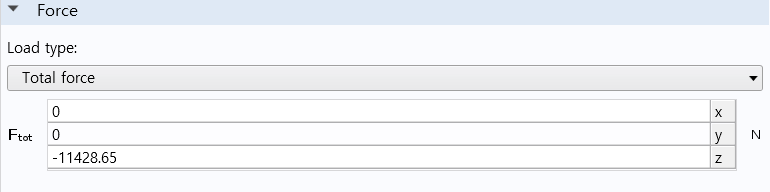 Force
Load type:
Total force
0 x
Ftot 0 y N
-11428.65 z